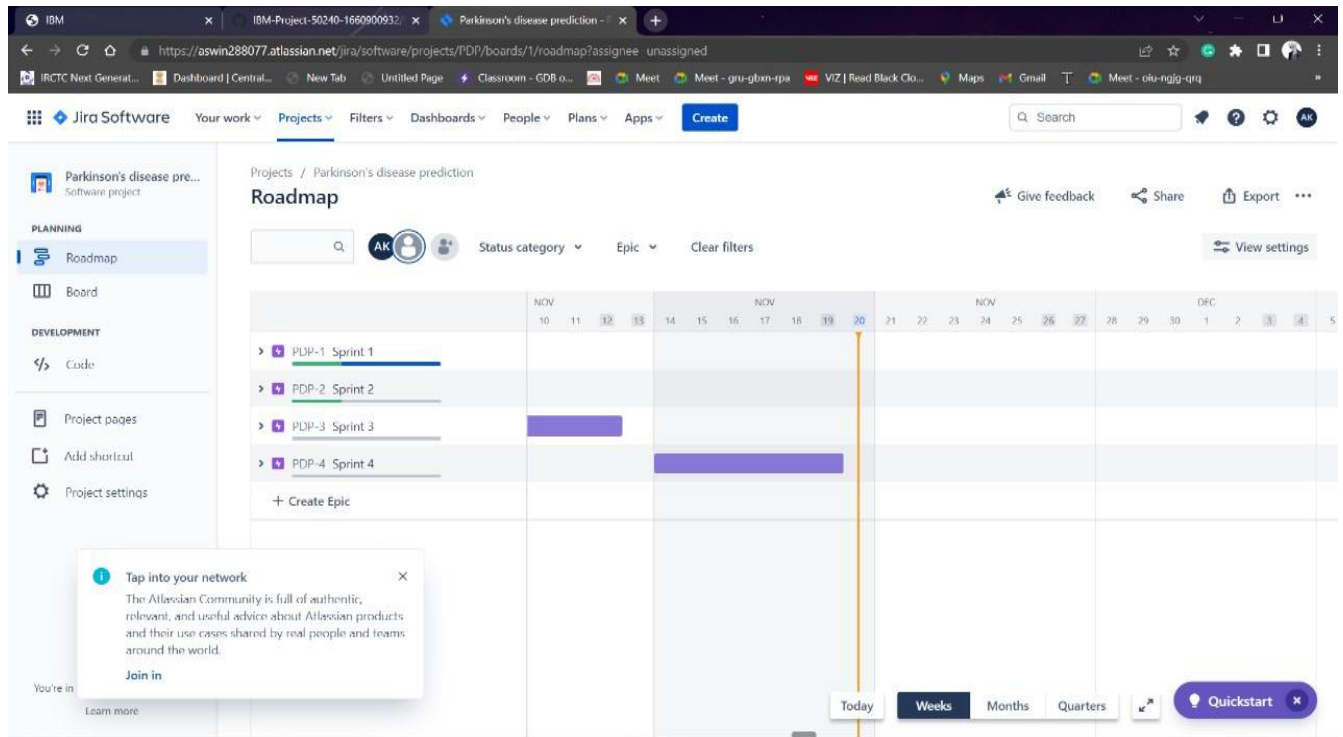 IBM
IBM-Project-50240-1660900932/
Parkinson's disease prediction -
https://aswin288077.atlassian.net/jira/software/projects/PDP/boards/1/roadmap?assignee=unassigned
IRCTC Next Generat...
Dashboard | Central...
New Tab
Untitled Page
Classroom - GDB o...
Meet
Meet - gru-gbxn-rpa
VIZ | Read Black Clo...
Maps
Gmail
Meet - oiu-ngjg-qrq
Jira Software
Your work
Projects
Filters
Dashboards
People
Plans
Apps
Create
Search
AK
Parkinson's disease pre...
Software project
PLANNING
Roadmap
Board
DEVELOPMENT
Code
Project pages
Add shortcut
Project settings
Projects / Parkinson's disease prediction
Roadmap
Give feedback
Share
Export
AK
Status category
Epic
Clear filters
View settings
NOV NOV NOV DEC
10 11 12 13 14 15 16 17 18 19 20 21 22 23 24 25 26 27 28 29 30 1 2 3 4 5
PDP-1 Sprint 1
PDP-2 Sprint 2
PDP-3 Sprint 3
PDP-4 Sprint 4
+ Create Epic
Tap into your network
The Atlassian Community is full of authentic,
relevant, and useful advice about Atlassian products
and their use cases shared by real people and teams
around the world.
Join in
You're in
Learn more
Today
Weeks
Months
Quarters
Quickstart